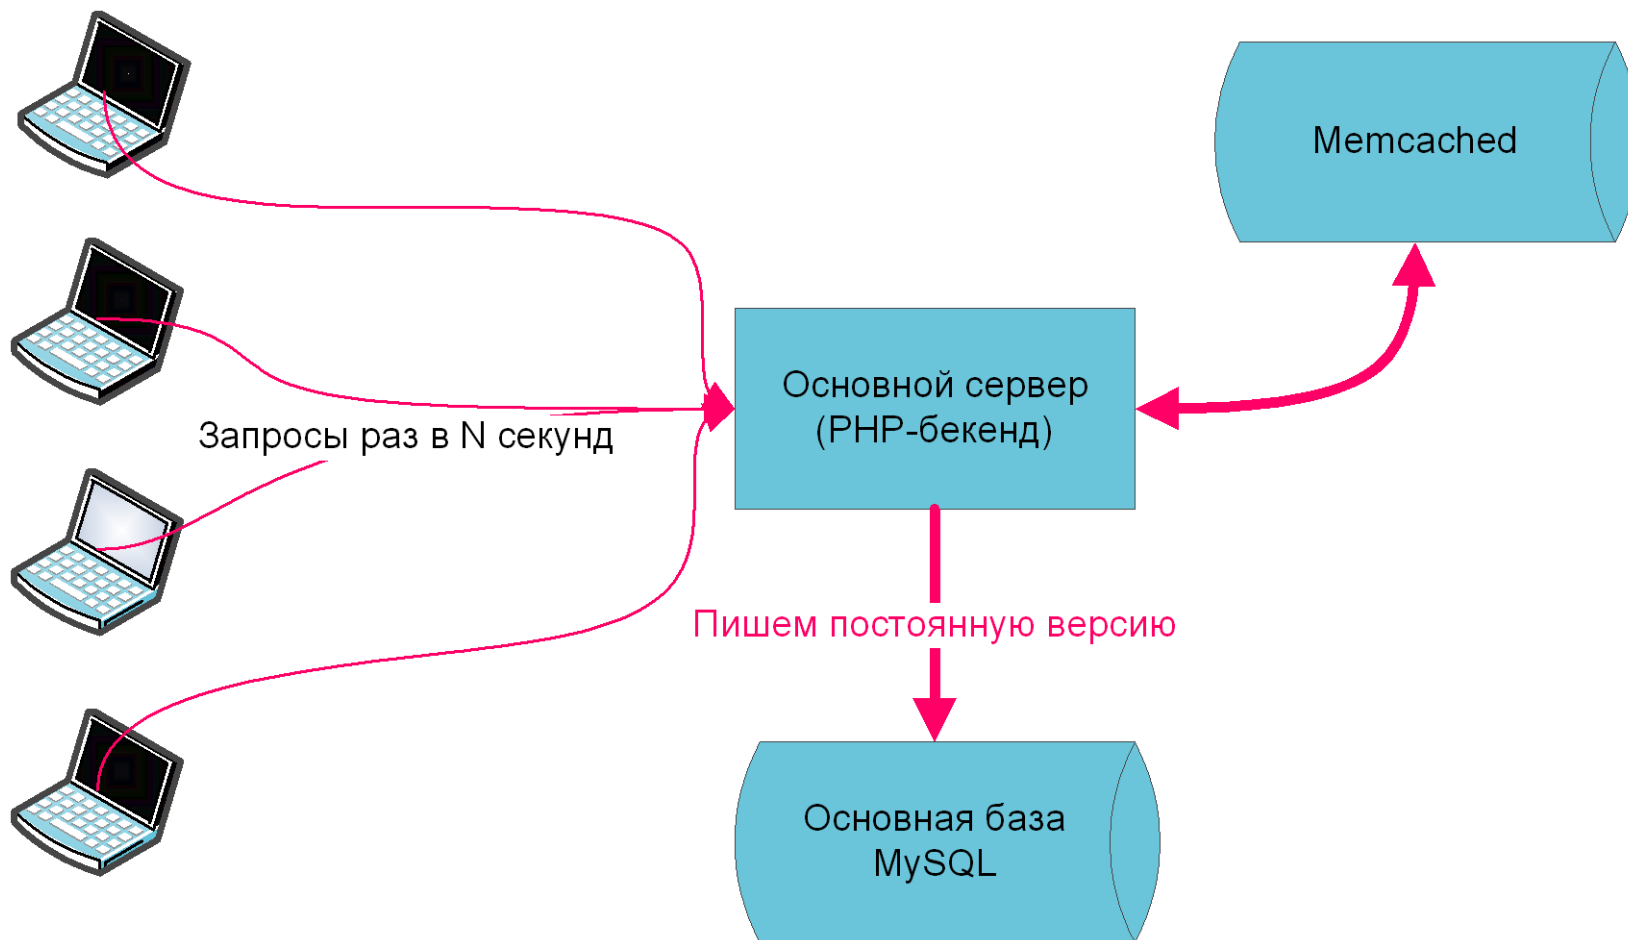 Memcached
Основной сервер
(PHP-бекенд)
Запросы раз в N секунд
Пишем постоянную версию
Основная база
MySQL